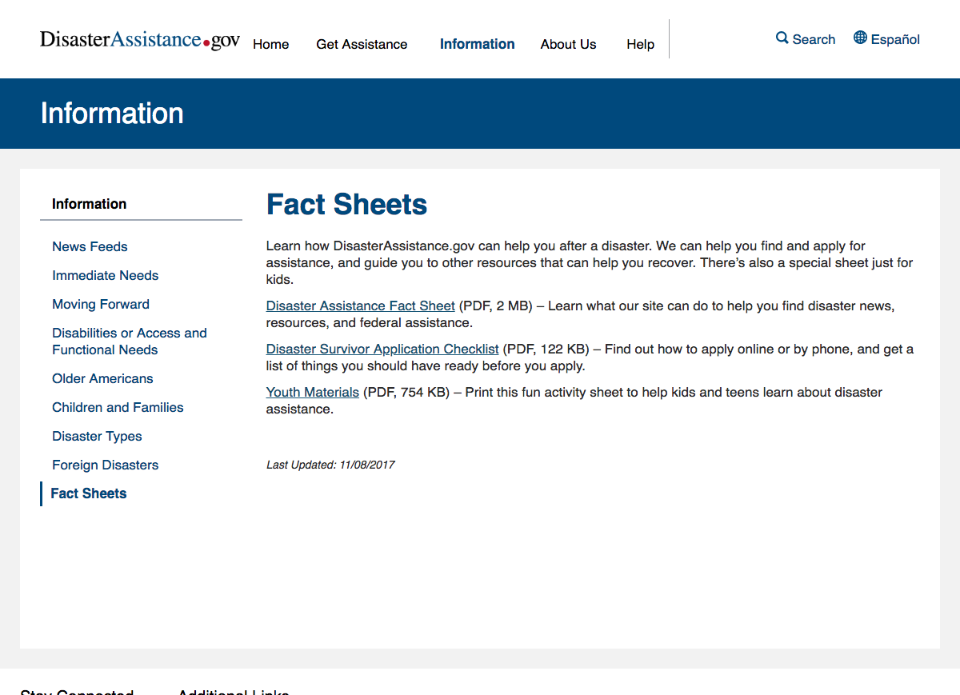 DisasterAssistance.gov
Home
Get Assistance
Information
About Us
Help
Search
Español
Information
Information
News Feeds
Immediate Needs
Moving Forward
Disabilities or Access and
Functional Needs
Older Americans
Children and Families
Disaster Types
Foreign Disasters
Fact Sheets
Fact Sheets
Learn how DisasterAssistance.gov can help you after a disaster. We can help you find and apply for
assistance, and guide you to other resources that can help you recover. There's also a special sheet just for
kids.
Disaster Assistance Fact Sheet (PDF, 2 MB) – Learn what our site can do to help you find disaster news,
resources, and federal assistance.
Disaster Survivor Application Checklist (PDF, 122 KB) – Find out how to apply online or by phone, and get a
list of things you should have ready before you apply.
Youth Materials (PDF, 754 KB) – Print this fun activity sheet to help kids and teens learn about disaster
assistance.
Last Updated: 11/08/2017
Stay Connected
Additional Links